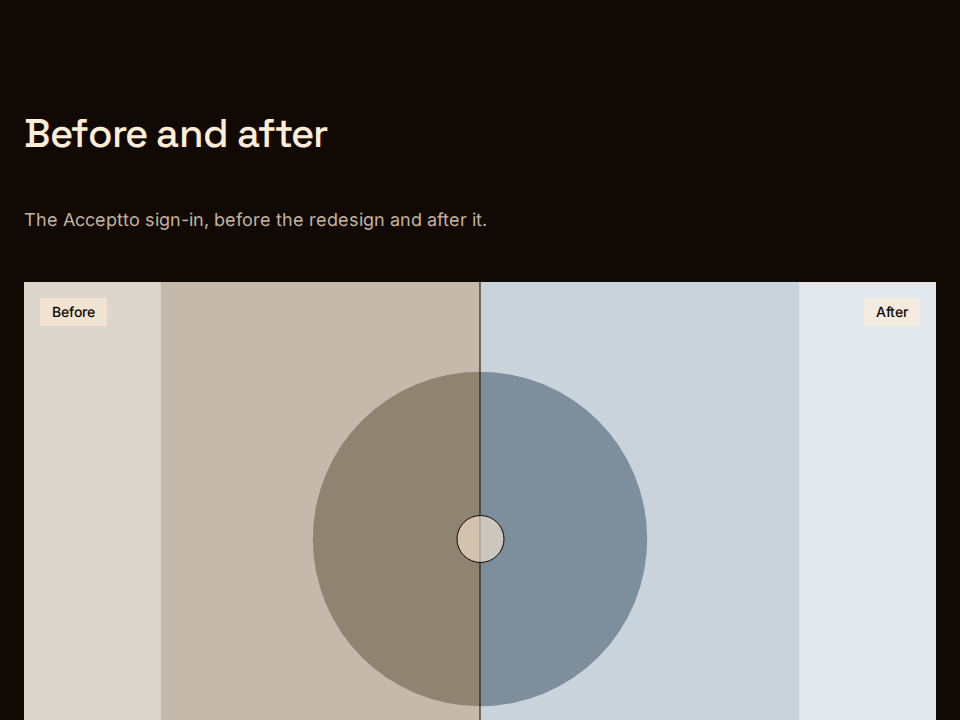 Before and after
The Acceptto sign-in, before the redesign and after it.
Before
After